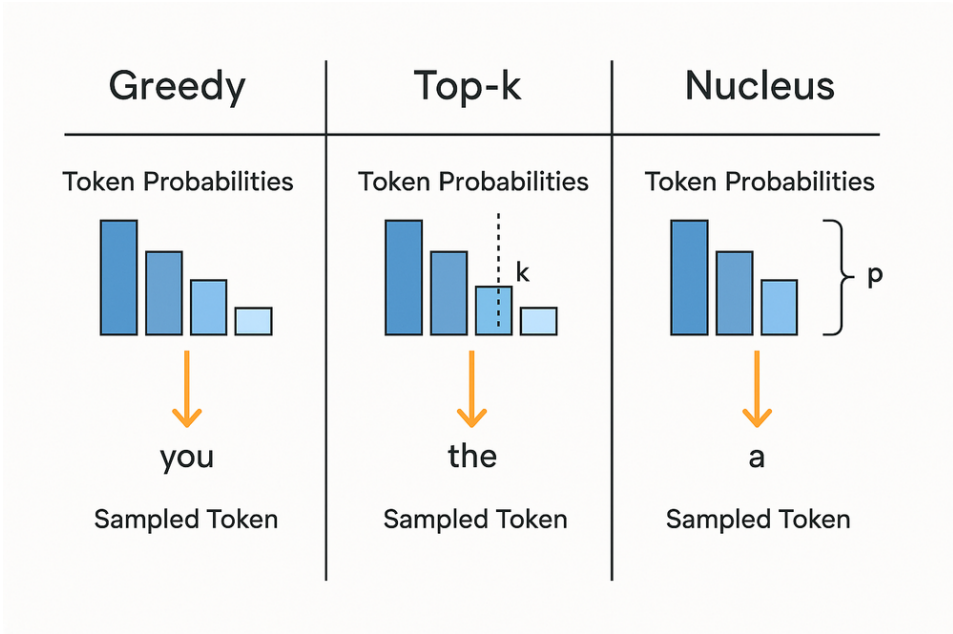 Greedy
Token Probabilities
you
Sampled Token
Top-k
Token Probabilities
k
the
Sampled Token
Nucleus
Token Probabilities
p
a
Sampled Token